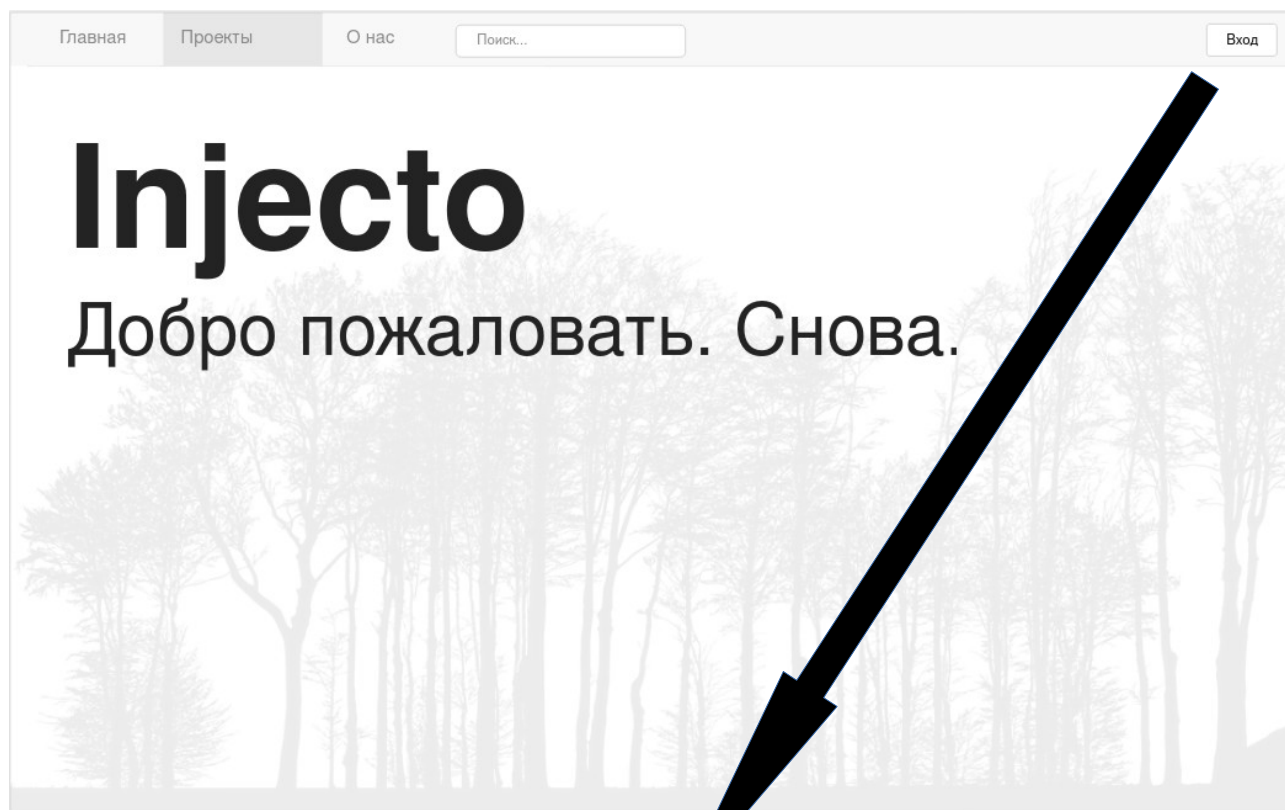 Главная Проекты О нас Поиск... Вход
Injecto
Добро пожаловать. Снова.